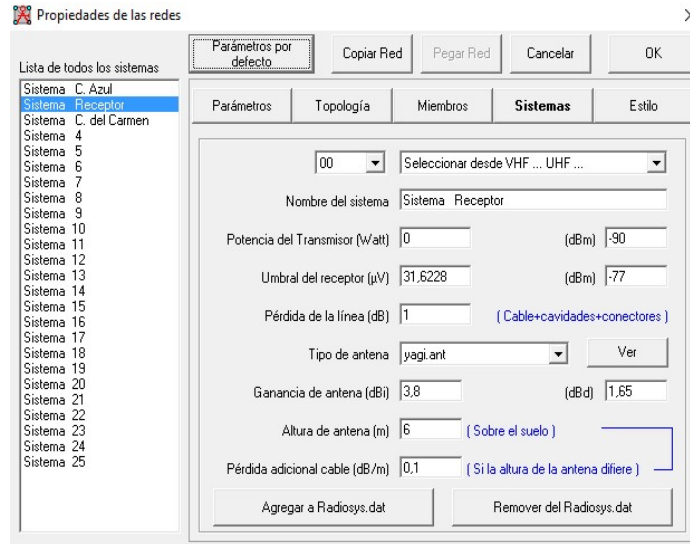 Propiedades de las redes
Parámetros por defecto
Copiar Red
Pegar Red
Cancelar
OK
Lista de todos los sistemas
Sistema C. Azul
Sistema Receptor
Sistema C. del Carmen
Sistema 4
Sistema 5
Sistema 6
Sistema 7
Sistema 8
Sistema 9
Sistema 10
Sistema 11
Sistema 12
Sistema 13
Sistema 14
Sistema 15
Sistema 16
Sistema 17
Sistema 18
Sistema 19
Sistema 20
Sistema 21
Sistema 22
Sistema 23
Sistema 24
Sistema 25
Parámetros Topología Miembros Sistemas Estilo
00 Seleccionar desde VHF ... UHF ...
Nombre del sistema Sistema Receptor
Potencia del Transmisor (Watt) 0 (dBm) -90
Umbral del receptor (μV) 31,6228 (dBm) -77
Pérdida de la línea (dB) 1 ( Cable+cavidades+conectores )
Tipo de antena yagi.ant Ver
Ganancia de antena (dBi) 3,8 (dBd) 1,65
Altura de antena (m) 6 ( Sobre el suelo )
Pérdida adicional cable (dB/m) 0,1 ( Si la altura de la antena difiere )
Agregar a Radiosys.dat Remover del Radiosys.dat